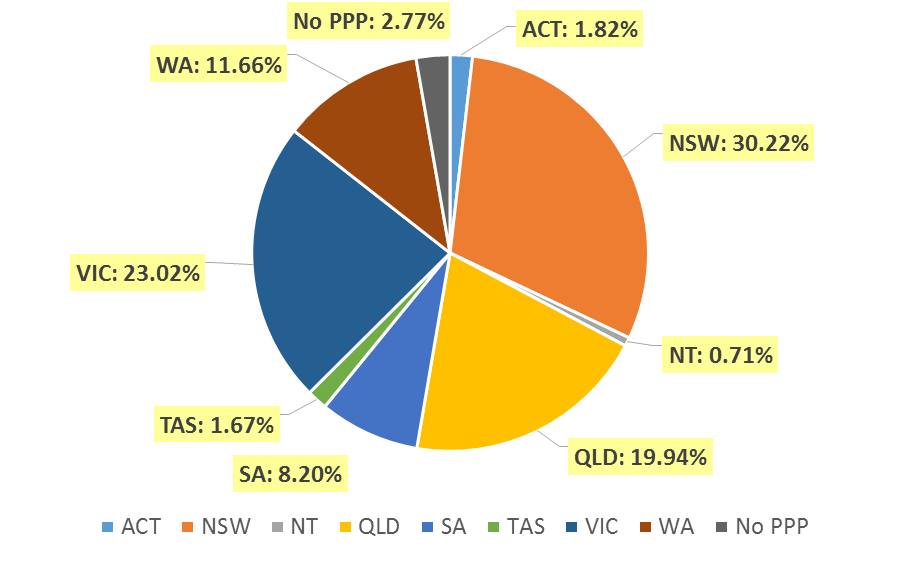 No PPP: 2.77%
ACT: 1.82%
WA: 11.66%
NSW: 30.22%
VIC: 23.02%
NT: 0.71%
TAS: 1.67%
QLD: 19.94%
SA: 8.20%
ACT NSW NT QLD SA TAS VIC WA No PPP